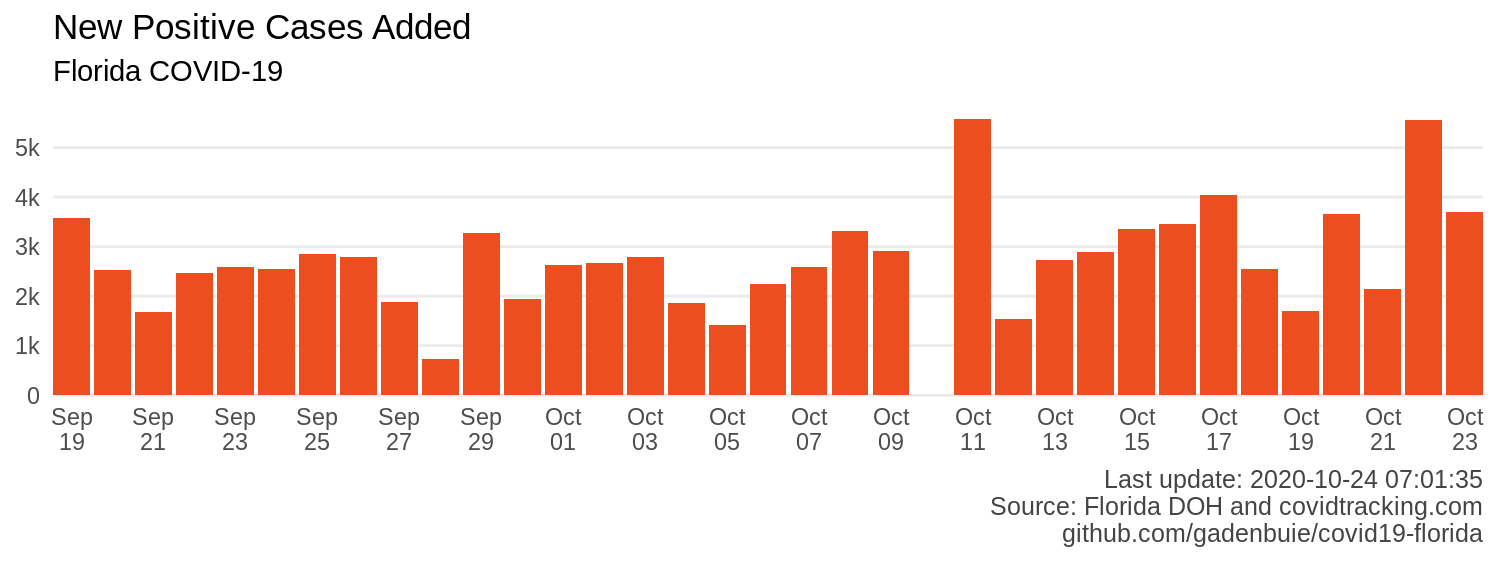 New Positive Cases Added
Florida COVID-19
5k
4k
3k
2k
1k
0
Sep Sep Sep Sep Sep Sep Oct Oct Oct Oct Oct Oct Oct Oct Oct Oct Oct Oct
19 21 23 25 27 29 01 03 05 07 09 11 13 15 17 19 21 23
Last update: 2020-10-24 07:01:35
Source: Florida DOH and covidtracking.com
github.com/gadenbuie/covid19-florida